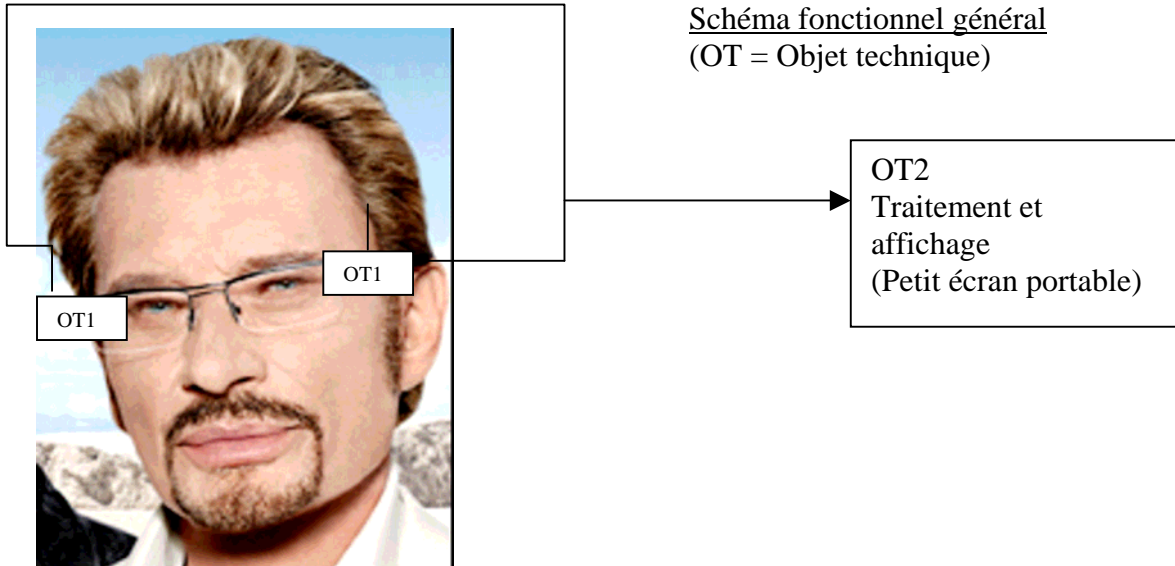 Schéma fonctionnel général
(OT = Objet technique)
OT2
Traitement et
affichage
(Petit écran portable)
OT1
OT1